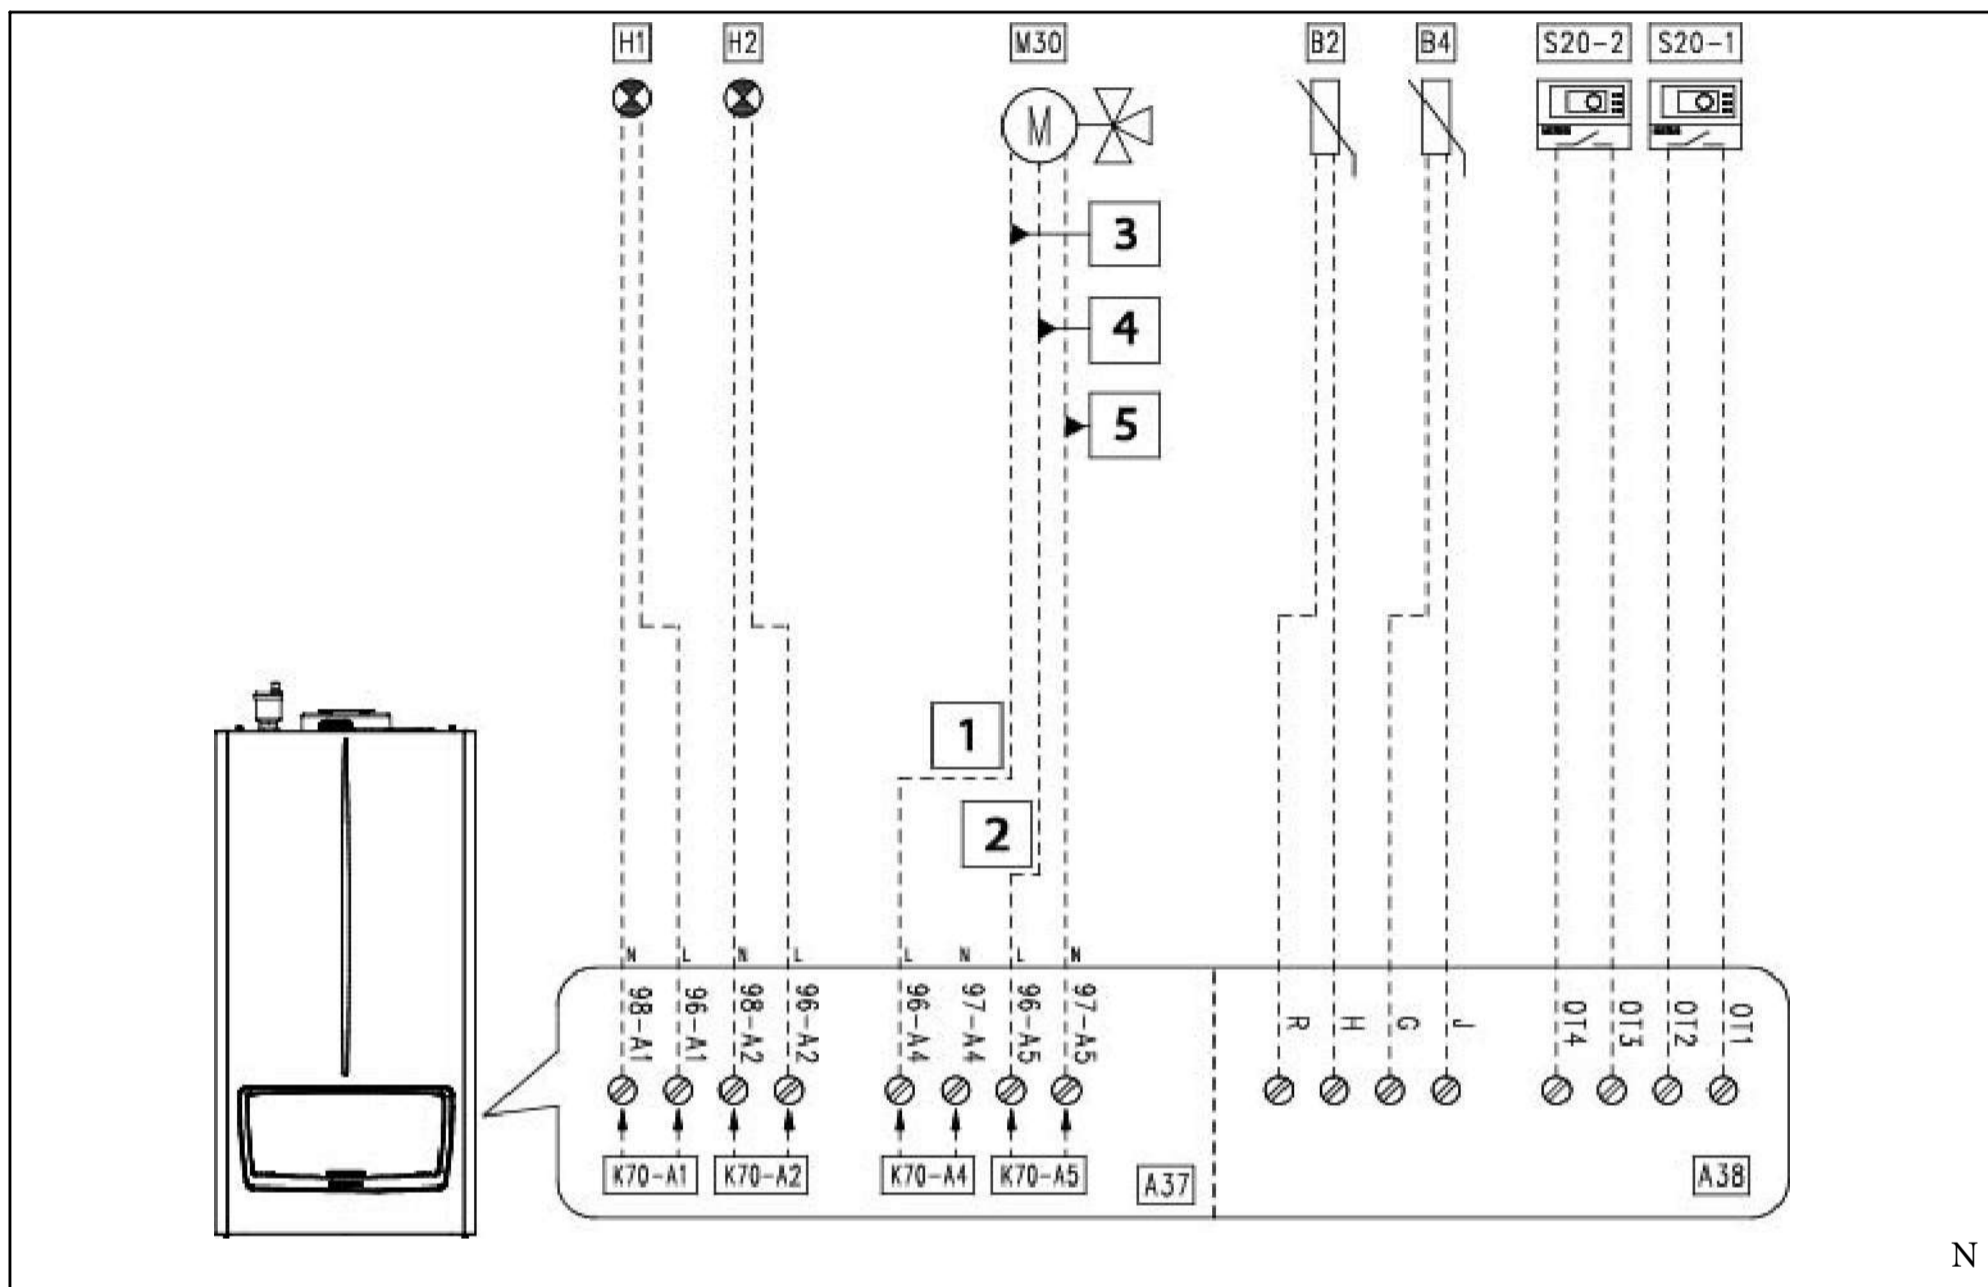 H1 H2 M30 B2 B4 S20-2 S20-1
M
3
4
5
1
2
N L N L L N L N
98-A1 96-A1 98-A2 96-A2 96-A4 97-A4 96-A5 97-A5 R H G J OT4 OT3 OT2 OT1
K70-A1 K70-A2 K70-A4 K70-A5 A37 A38
N